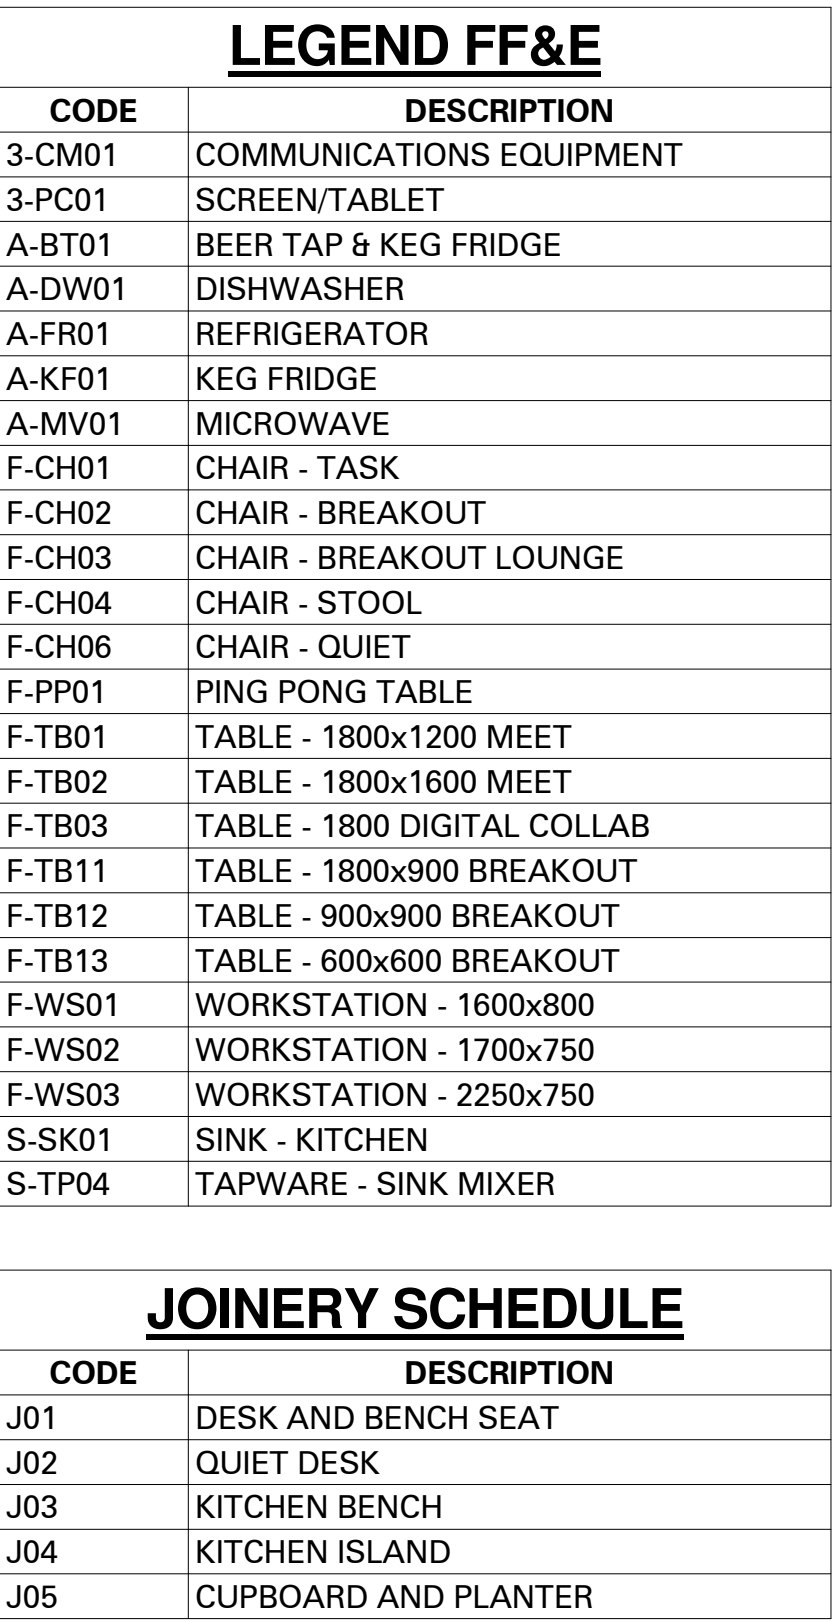 LEGEND FF&E
CODE DESCRIPTION
3-CM01 COMMUNICATIONS EQUIPMENT
3-PC01 SCREEN/TABLET
A-BT01 BEER TAP & KEG FRIDGE
A-DW01 DISHWASHER
A-FR01 REFRIGERATOR
A-KF01 KEG FRIDGE
A-MV01 MICROWAVE
F-CH01 CHAIR - TASK
F-CH02 CHAIR - BREAKOUT
F-CH03 CHAIR - BREAKOUT LOUNGE
F-CH04 CHAIR - STOOL
F-CH06 CHAIR - QUIET
F-PP01 PING PONG TABLE
F-TB01 TABLE - 1800x1200 MEET
F-TB02 TABLE - 1800x1600 MEET
F-TB03 TABLE - 1800 DIGITAL COLLAB
F-TB11 TABLE - 1800x900 BREAKOUT
F-TB12 TABLE - 900x900 BREAKOUT
F-TB13 TABLE - 600x600 BREAKOUT
F-WS01 WORKSTATION - 1600x800
F-WS02 WORKSTATION - 1700x750
F-WS03 WORKSTATION - 2250x750
S-SK01 SINK - KITCHEN
S-TP04 TAPWARE - SINK MIXER
JOINERY SCHEDULE
CODE DESCRIPTION
J01 DESK AND BENCH SEAT
J02 QUIET DESK
J03 KITCHEN BENCH
J04 KITCHEN ISLAND
J05 CUPBOARD AND PLANTER